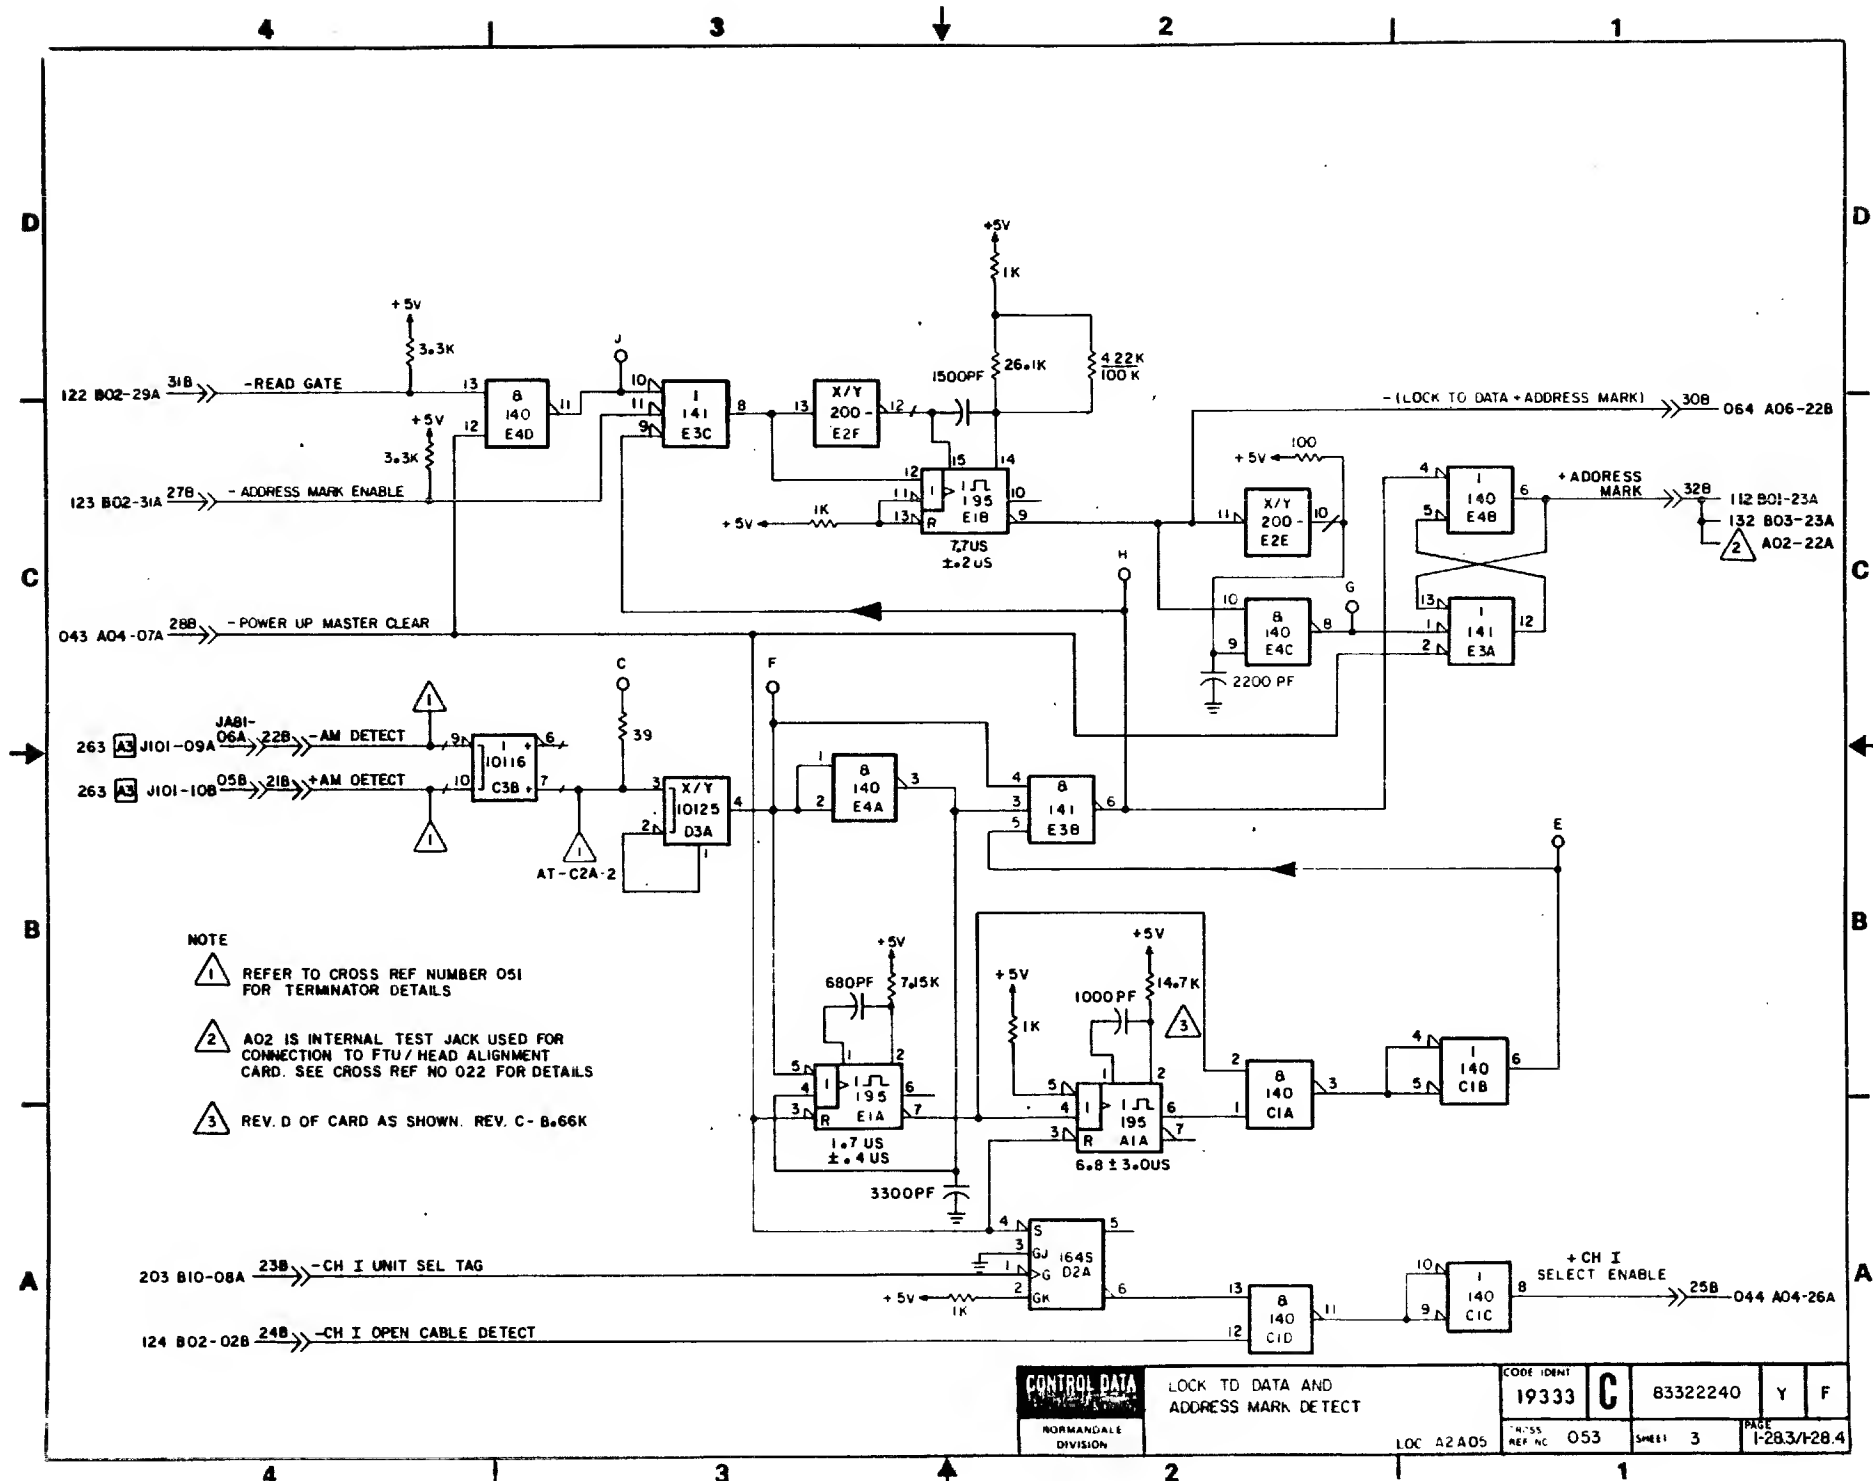 4 3 2 1
D D
+5V
1K
+5V
3.3K
J
26.1K
422K
100K
1500PF
122 B02-29A 31B -READ GATE
13 & 140 E4D 11
12
10 11 9 1 141 E3C 8
13 X/Y 200- E2F 12
-(LOCK TO DATA + ADDRESS MARK) 30B 064 A06-22B
+5V
3.3K
123 B02-31A 27B -ADDRESS MARK ENABLE
15 14
12 11 13 R 1 1 195 E1B 10 9
+5V 1K
7.7US
±.2US
+5V 100
11 X/Y 200- E2E 10
4 5 1 140 E4B 6
+ADDRESS
MARK
32B 112 B01-23A
132 B03-23A
2 A02-22A
C C
H
G
10 9 & 140 E4C 8
13 1 2 1 141 E3A 12
2200 PF
043 A04-07A 28B -POWER UP MASTER CLEAR
C F
1
39
263 A3 J101-09A JA81-06A 22B -AM DETECT
263 A3 J101-10B 05B 21B +AM DETECT
9 10 1 10116 C3B + + 6 7
1 1
AT-C2A-2
3 2 X/Y 10125 D3A 4 1
1 2 & 140 E4A 3
4 3 5 & 141 E3B 6
E
B B
NOTE
1 REFER TO CROSS REF NUMBER 051
FOR TERMINATOR DETAILS
2 A02 IS INTERNAL TEST JACK USED FOR
CONNECTION TO FTU/HEAD ALIGNMENT
CARD. SEE CROSS REF NO 022 FOR DETAILS
3 REV. D OF CARD AS SHOWN. REV. C- 8.66K
+5V
680PF 7.15K
1 2
5 4 3 R 1 1 195 E1A 6 7
1.7 US
±.4US
+5V
1K
+5V
1000PF 14.7K
3
1 2
5 4 3 R 1 1 195 A1A 6 7
6.8 ± 3.0US
2 1 & 140 C1A 3
4 5 1 140 C1B 6
3300PF
A A
203 B10-08A 23B -CH I UNIT SEL TAG
4 S 5
3 GJ 164S
1 G D2A
2 GK 6
+5V 1K
124 B02-02B 24B -CH I OPEN CABLE DETECT
13 12 & 140 C1D 11
10 9 1 140 C1C 8
+CH I
SELECT ENABLE
25B 044 A04-26A
CONTROL DATA
NORMANDALE
DIVISION
LOCK TD DATA AND
ADDRESS MARK DETECT
LOC A2A05
CODE IDENT
19333 C 83322240 Y F
CROSS
REF NO 053 SHEET 3 PAGE 1-28.3/1-28.4
4 3 2 1